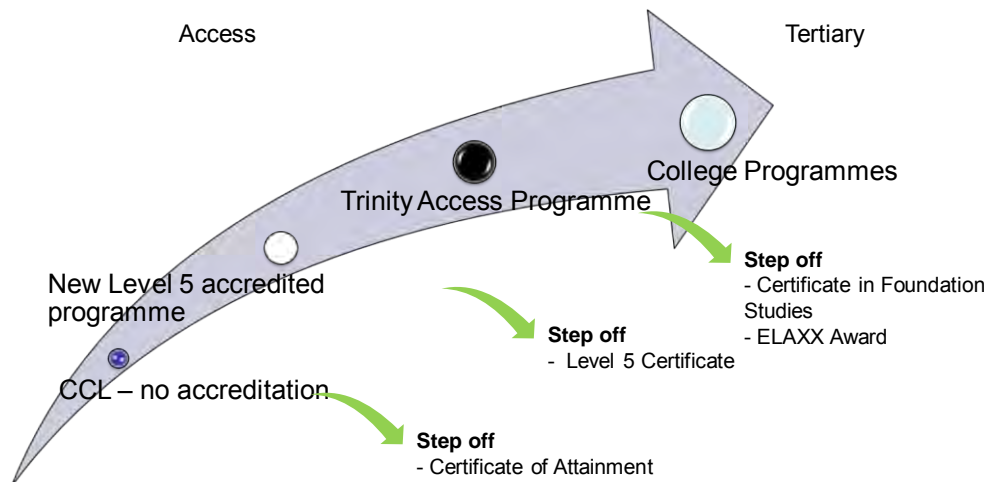 Access
Tertiary
College Programmes
Trinity Access Programme
Step off
- Certificate in Foundation
Studies
- ELAXX Award
New Level 5 accredited
programme
Step off
- Level 5 Certificate
CCL – no accreditation
Step off
- Certificate of Attainment